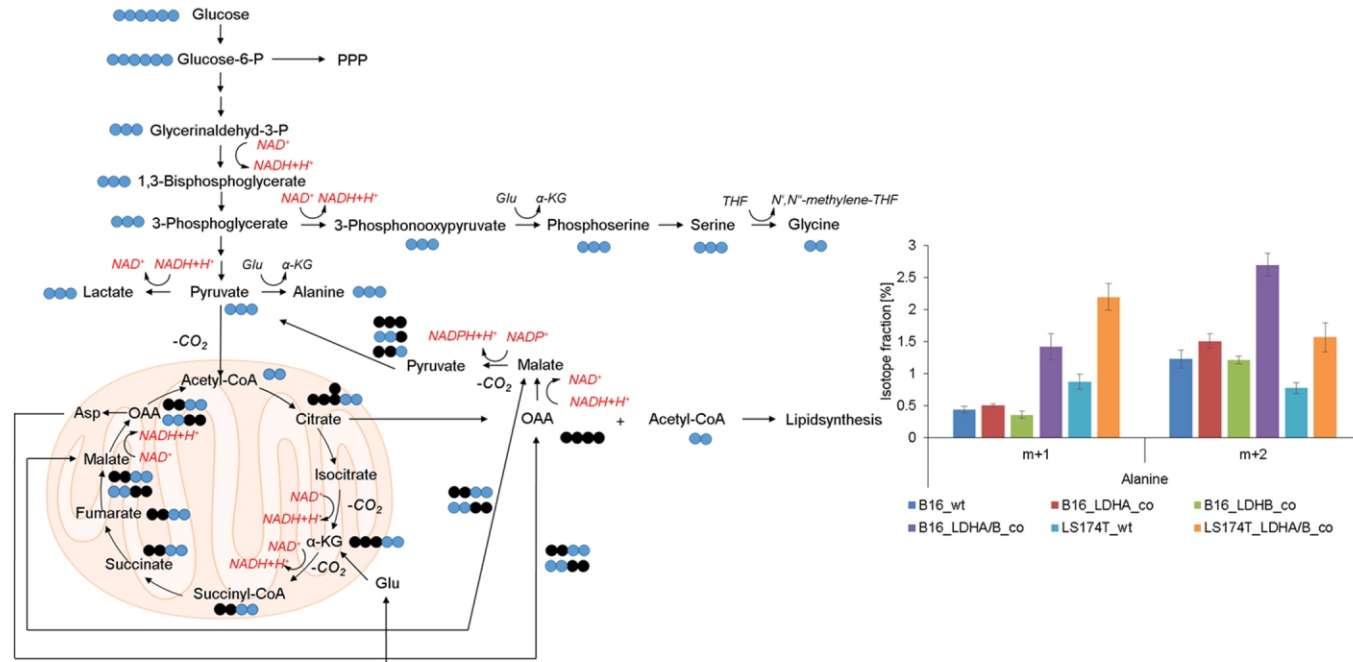 Glucose
Glucose-6-P
PPP
Glycerinaldehyd-3-P
NAD⁺
NADH+H⁺
1,3-Bisphosphoglycerate
NAD⁺ NADH+H⁺
Glu α-KG
THF N‘,N‘‘-methylene-THF
3-Phosphoglycerate
3-Phosphonooxypyruvate
Phosphoserine
Serine
Glycine
NAD⁺ NADH+H⁺
Glu α-KG
Lactate
Pyruvate
Alanine
-CO₂
NADPH+H⁺ NADP⁺
Pyruvate
-CO₂
Malate
NAD⁺
NADH+H⁺
Acetyl-CoA
Asp
OAA
Citrate
OAA
+
Acetyl-CoA
Lipidsynthesis
NADH+H⁺
NAD⁺
Malate
Isocitrate
NAD⁺
-CO₂
NADH+H⁺
Fumarate
α-KG
NAD⁺
NADH+H⁺
-CO₂
Succinate
Glu
Succinyl-CoA
Isotope fraction [%]
3
2.5
2
1.5
1
0.5
0
m+1
m+2
Alanine
B16_wt
B16_LDHA_co
B16_LDHB_co
B16_LDHA/B_co
LS174T_wt
LS174T_LDHA/B_co